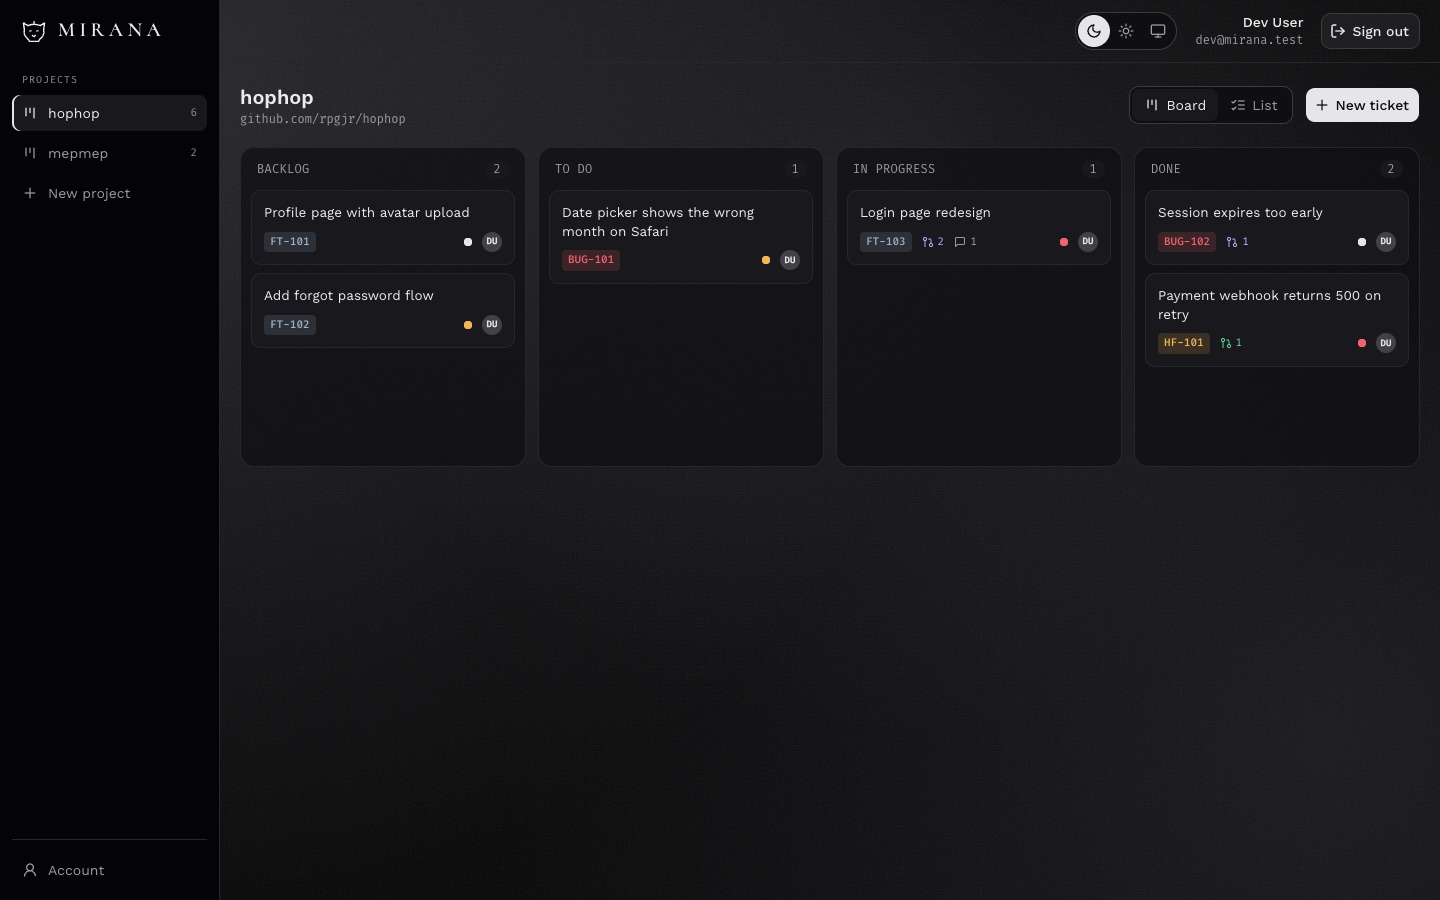 MIRANA
PROJECTS
hophop 6
mepmep 2
New project
Account
Dev User
dev@mirana.test
Sign out
hophop
github.com/rpgjr/hophop
Board
List
New ticket
BACKLOG 2
Profile page with avatar upload
FT-101 DU
Add forgot password flow
FT-102 DU
TO DO 1
Date picker shows the wrong
month on Safari
BUG-101 DU
IN PROGRESS 1
Login page redesign
FT-103 2 1 DU
DONE 2
Session expires too early
BUG-102 1 DU
Payment webhook returns 500 on
retry
HF-101 1 DU